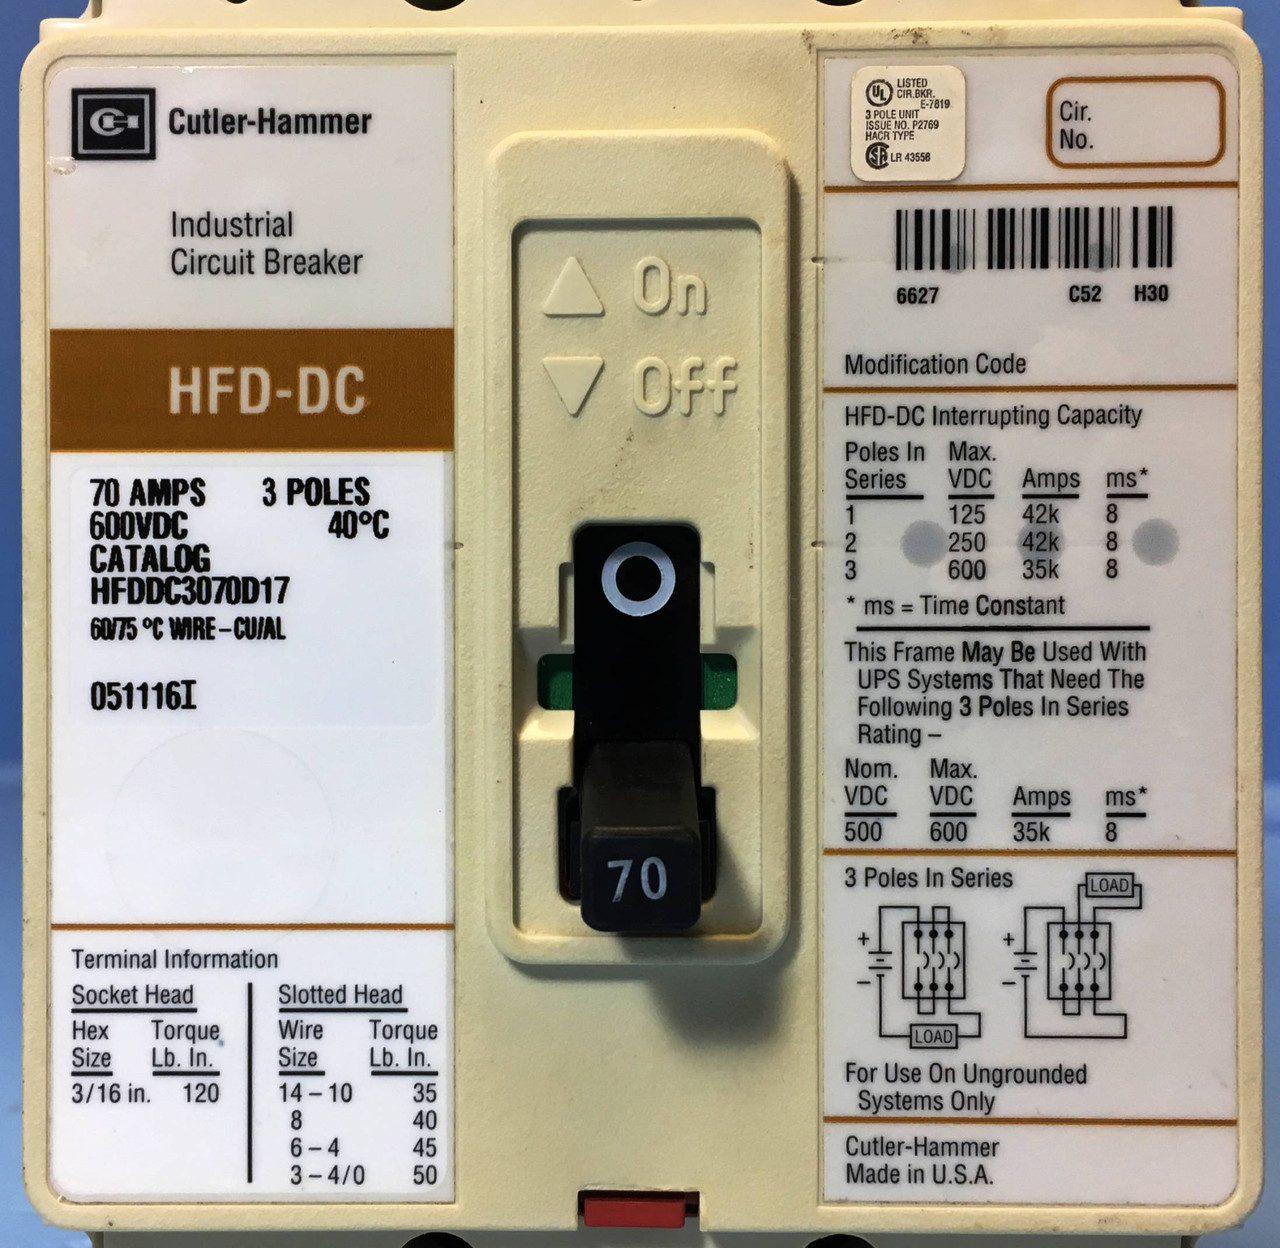 Cutler-Hammer
Industrial
Circuit Breaker
HFD-DC
70 AMPS 3 POLES
600VDC 40°C
CATALOG
HFDDC3070D17
60/75 °C WIRE-CU/AL
051116I
Terminal Information
Socket Head
Hex Torque
Size Lb. In.
3/16 in. 120
Slotted Head
Wire Torque
Size Lb. In.
14 – 10 35
8 40
6 – 4 45
3 – 4/0 50
On
Off
70
UL
LISTED
CIR.BKR.
E-7819
3 POLE UNIT
ISSUE NO. P2769
HACR TYPE
SA LR 43556
Cir.
No.
6627 C52 H30
Modification Code
HFD-DC Interrupting Capacity
Poles In Max.
Series VDC Amps ms*
1 125 42k 8
2 250 42k 8
3 600 35k 8
* ms = Time Constant
This Frame May Be Used With
UPS Systems That Need The
Following 3 Poles In Series
Rating –
Nom. Max.
VDC VDC Amps ms*
500 600 35k 8
3 Poles In Series
LOAD
+ +
– –
LOAD
For Use On Ungrounded
Systems Only
Cutler-Hammer
Made in U.S.A.